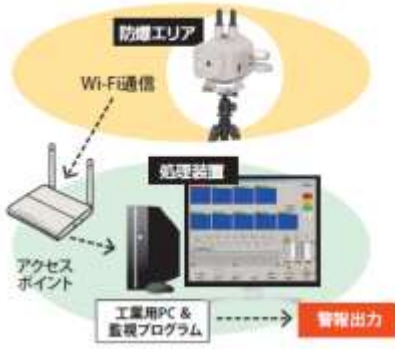 防爆エリア
Wi-Fi通信
処理装置
アクセス
ポイント
工業用PC &
監視プログラム
警報出力